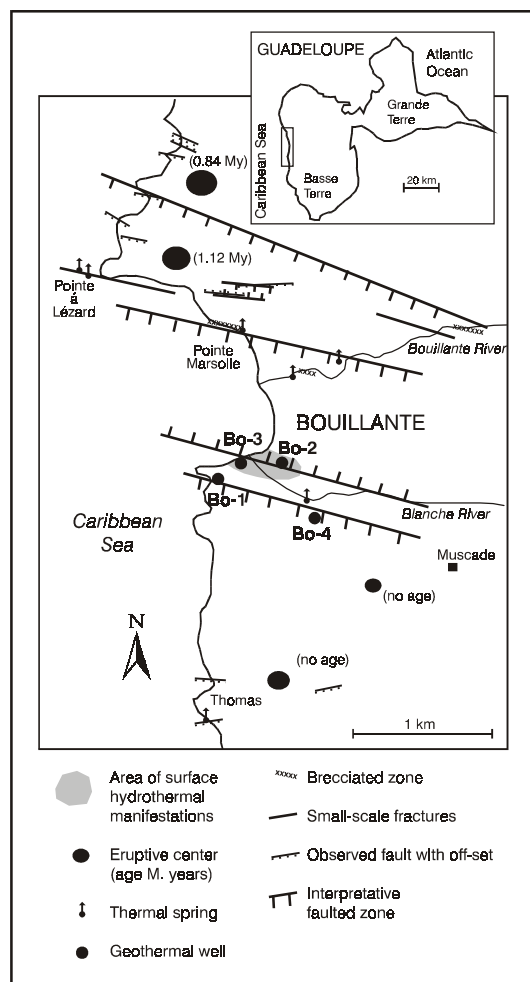 GUADELOUPE
Atlantic
Ocean
Grande
Terre
Caribbean Sea
Basse
Terre
20 km
(0.84 My)
(1.12 My)
Pointe
á
Lézard
Pointe
Marsolle
Bouillante River
BOUILLANTE
Bo-3
Bo-2
Bo-1
Blanche River
Bo-4
Caribbean
Sea
Muscade
(no age)
N
(no age)
Thomas
1 km
Area of surface
hydrothermal
manifestations
Eruptive center
(age M. years)
Thermal spring
Geothermal well
xxxxx Brecciated zone
Small-scale fractures
Observed fault with off-set
Interpretative
faulted zone